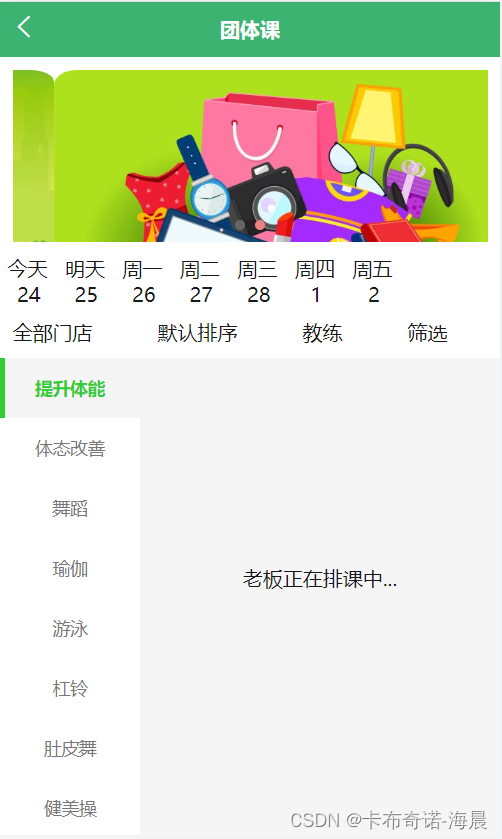 团体课
今天 明天 周一 周二 周三 周四 周五
24 25 26 27 28 1 2
全部门店 默认排序 教练 筛选
提升体能
体态改善
舞蹈
瑜伽
游泳
杠铃
肚皮舞
健美操
老板正在排课中...
CSDN @卡布奇诺-海晨